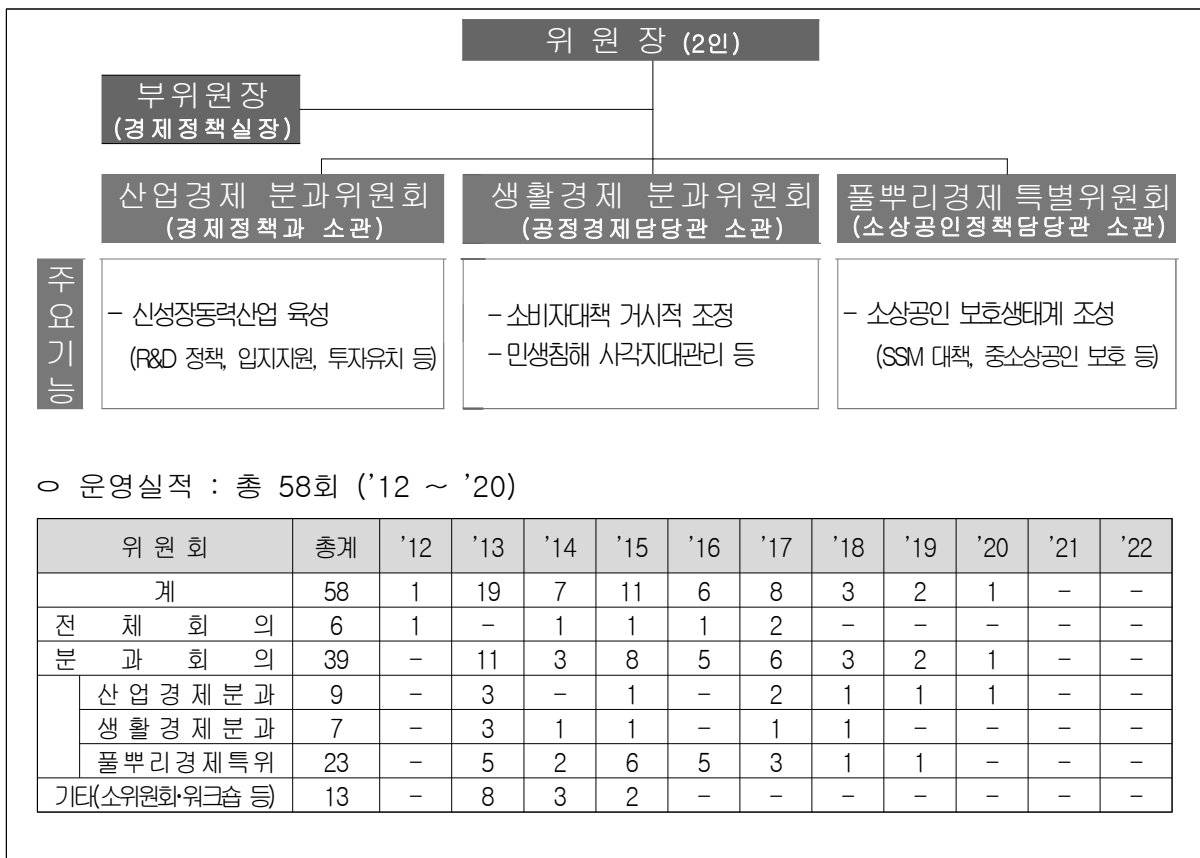 위 원 장 (2인)
부위원장
(경제정책실장)
산업경제 분과위원회
(경제정책과 소관)
생활경제 분과위원회
(공정경제담당관 소관)
풀뿌리경제 특별위원회
(소상공인정책담당관 소관)
주요기능
- 신성장동력산업 육성
(R&D 정책, 입지지원, 투자유치 등)
- 소비자대책 거시적 조정
- 민생침해 사각지대관리 등
- 소상공인 보호생태계 조성
(SSM 대책, 중소상공인 보호 등)
ㅇ 운영실적 : 총 58회 ('12 ~ '20)
위 원 회 총계 '12 '13 '14 '15 '16 '17 '18 '19 '20 '21 '22
계 58 1 19 7 11 6 8 3 2 1 - -
전 체 회 의 6 1 - 1 1 1 2 - - - - -
분 과 회 의 39 - 11 3 8 5 6 3 2 1 - -
산업경제분과 9 - 3 - 1 - 2 1 1 1 - -
생활경제분과 7 - 3 1 1 - 1 1 - - - -
풀뿌리경제특위 23 - 5 2 6 5 3 1 1 - - -
기타(소위원회·워크숍 등) 13 - 8 3 2 - - - - - - -